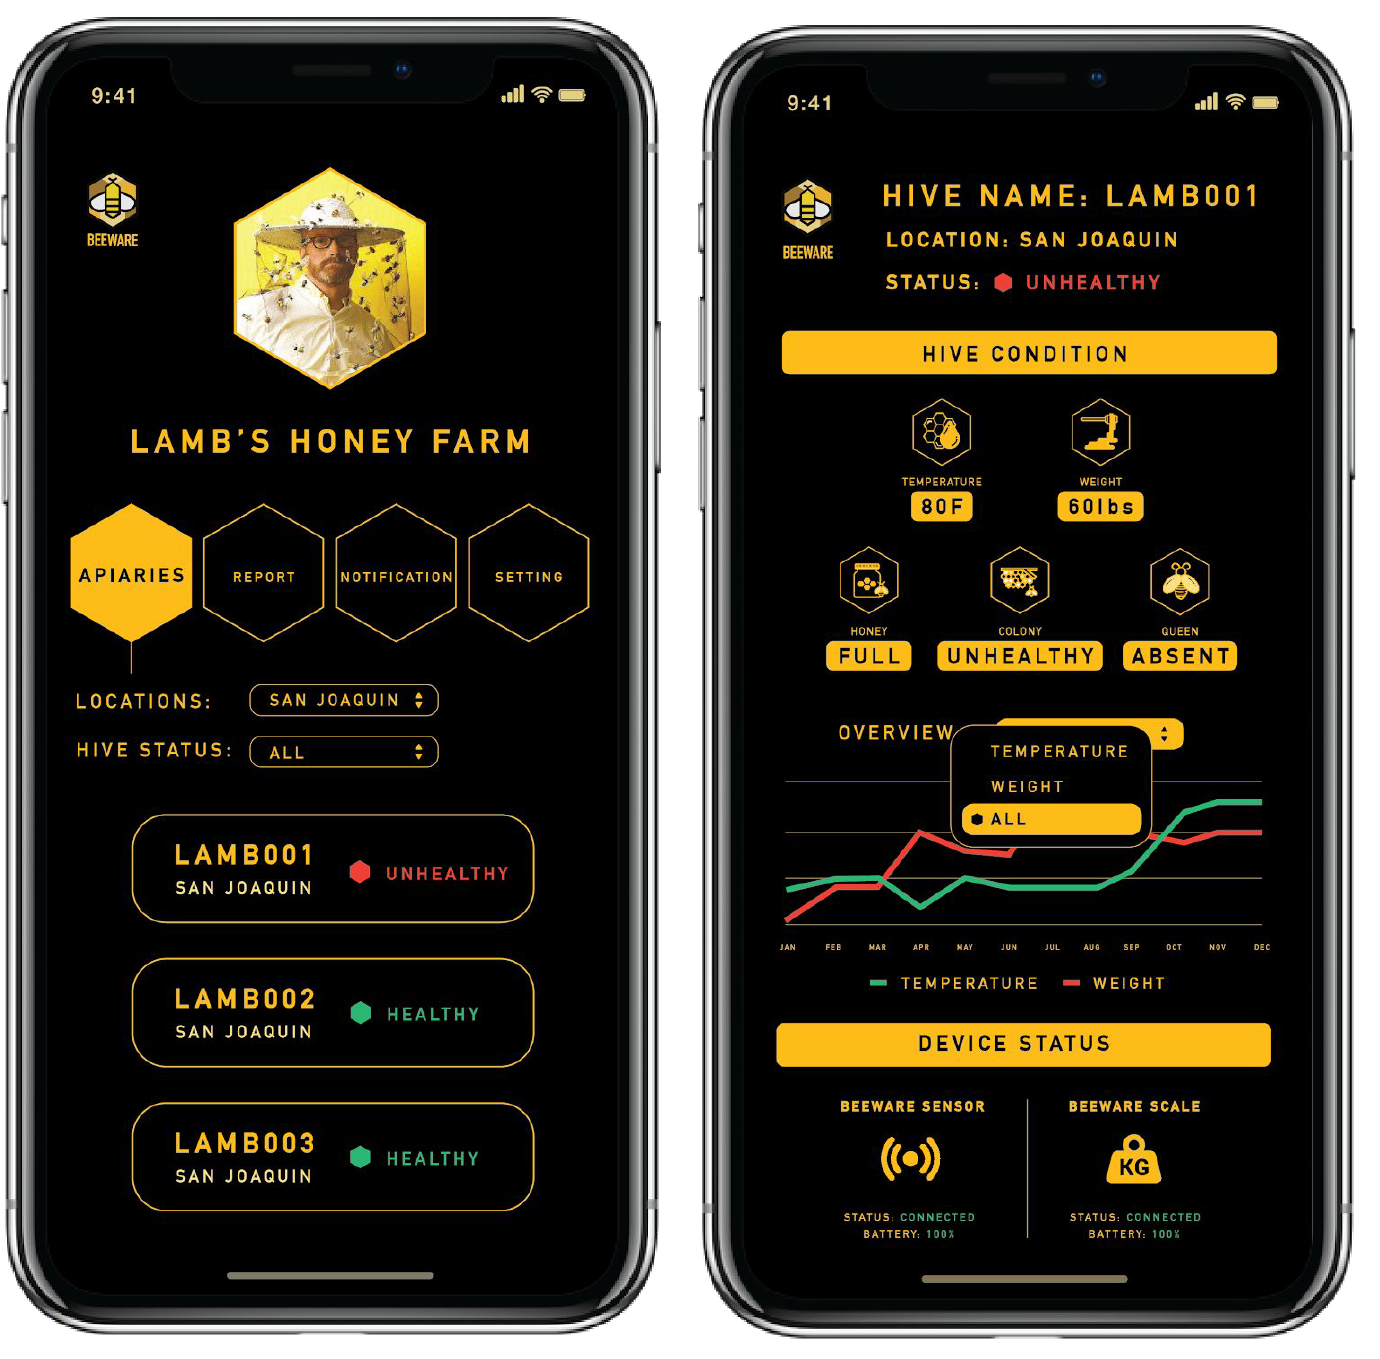 9:41
BEEWARE
LAMB'S HONEY FARM
APIARIES
REPORT
NOTIFICATION
SETTING
LOCATIONS: SAN JOAQUIN
HIVE STATUS: ALL
LAMB001
SAN JOAQUIN
UNHEALTHY
LAMB002
SAN JOAQUIN
HEALTHY
LAMB003
SAN JOAQUIN
HEALTHY
9:41
BEEWARE
HIVE NAME: LAMB001
LOCATION: SAN JOAQUIN
STATUS: UNHEALTHY
HIVE CONDITION
TEMPERATURE
80F
WEIGHT
60lbs
HONEY
FULL
COLONY
UNHEALTHY
QUEEN
ABSENT
OVERVIEW
TEMPERATURE
WEIGHT
ALL
JAN FEB MAR APR MAY JUN JUL AUG SEP OCT NOV DEC
TEMPERATURE WEIGHT
DEVICE STATUS
BEEWARE SENSOR
STATUS: CONNECTED
BATTERY: 100%
BEEWARE SCALE
KG
STATUS: CONNECTED
BATTERY: 100%